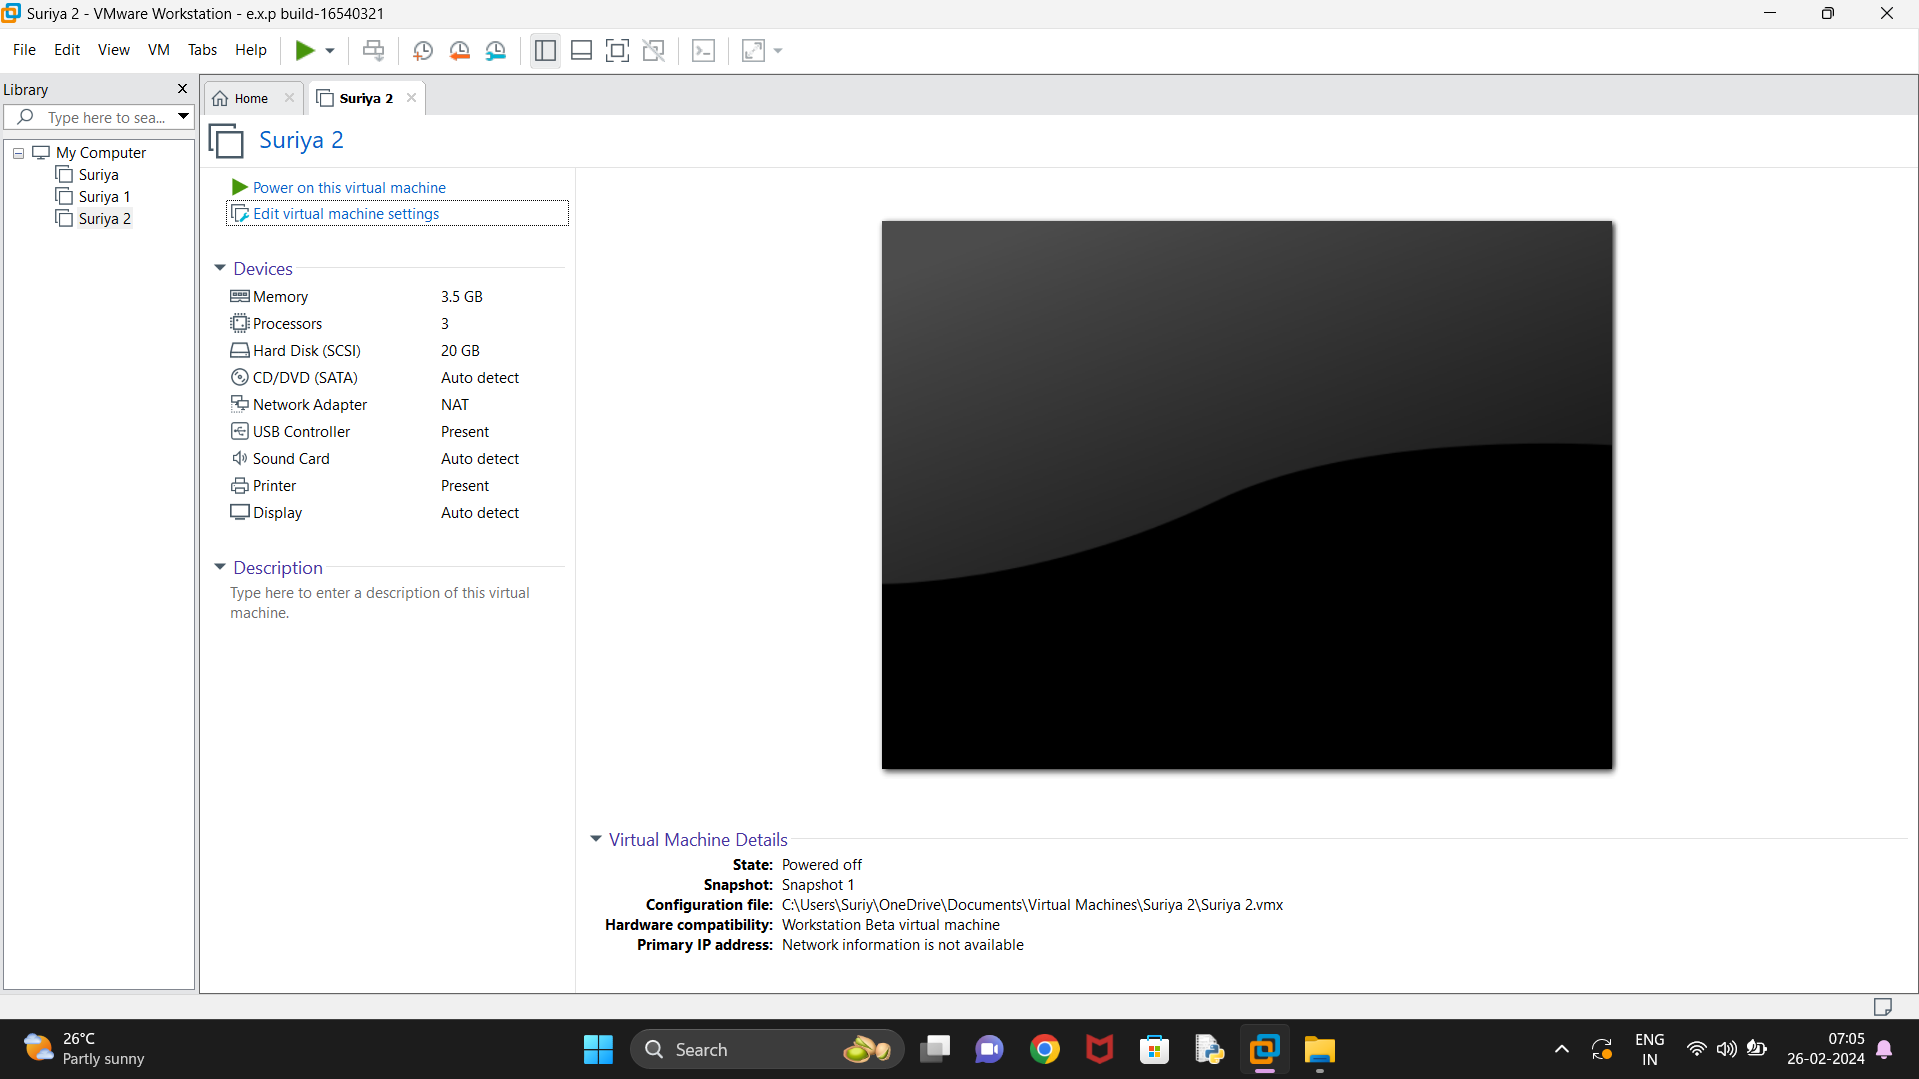 Suriya 2 - VMware Workstation - e.x.p build-16540321
File Edit View VM Tabs Help
Library
Type here to sea...
My Computer
Suriya
Suriya 1
Suriya 2
Home
Suriya 2
Suriya 2
Power on this virtual machine
Edit virtual machine settings
Devices
Memory 3.5 GB
Processors 3
Hard Disk (SCSI) 20 GB
CD/DVD (SATA) Auto detect
Network Adapter NAT
USB Controller Present
Sound Card Auto detect
Printer Present
Display Auto detect
Description
Type here to enter a description of this virtual
machine.
Virtual Machine Details
State: Powered off
Snapshot: Snapshot 1
Configuration file: C:\Users\Suriy\OneDrive\Documents\Virtual Machines\Suriya 2\Suriya 2.vmx
Hardware compatibility: Workstation Beta virtual machine
Primary IP address: Network information is not available
26°C
Partly sunny
Search
ENG
IN
07:05
26-02-2024